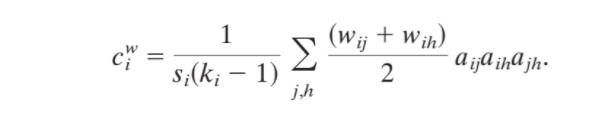 c_i^w = \frac{1}{s_i(k_i - 1)} \sum_{j,h} \frac{(w_{ij} + w_{ih})}{2} a_{ij}a_{ih}a_{jh}.